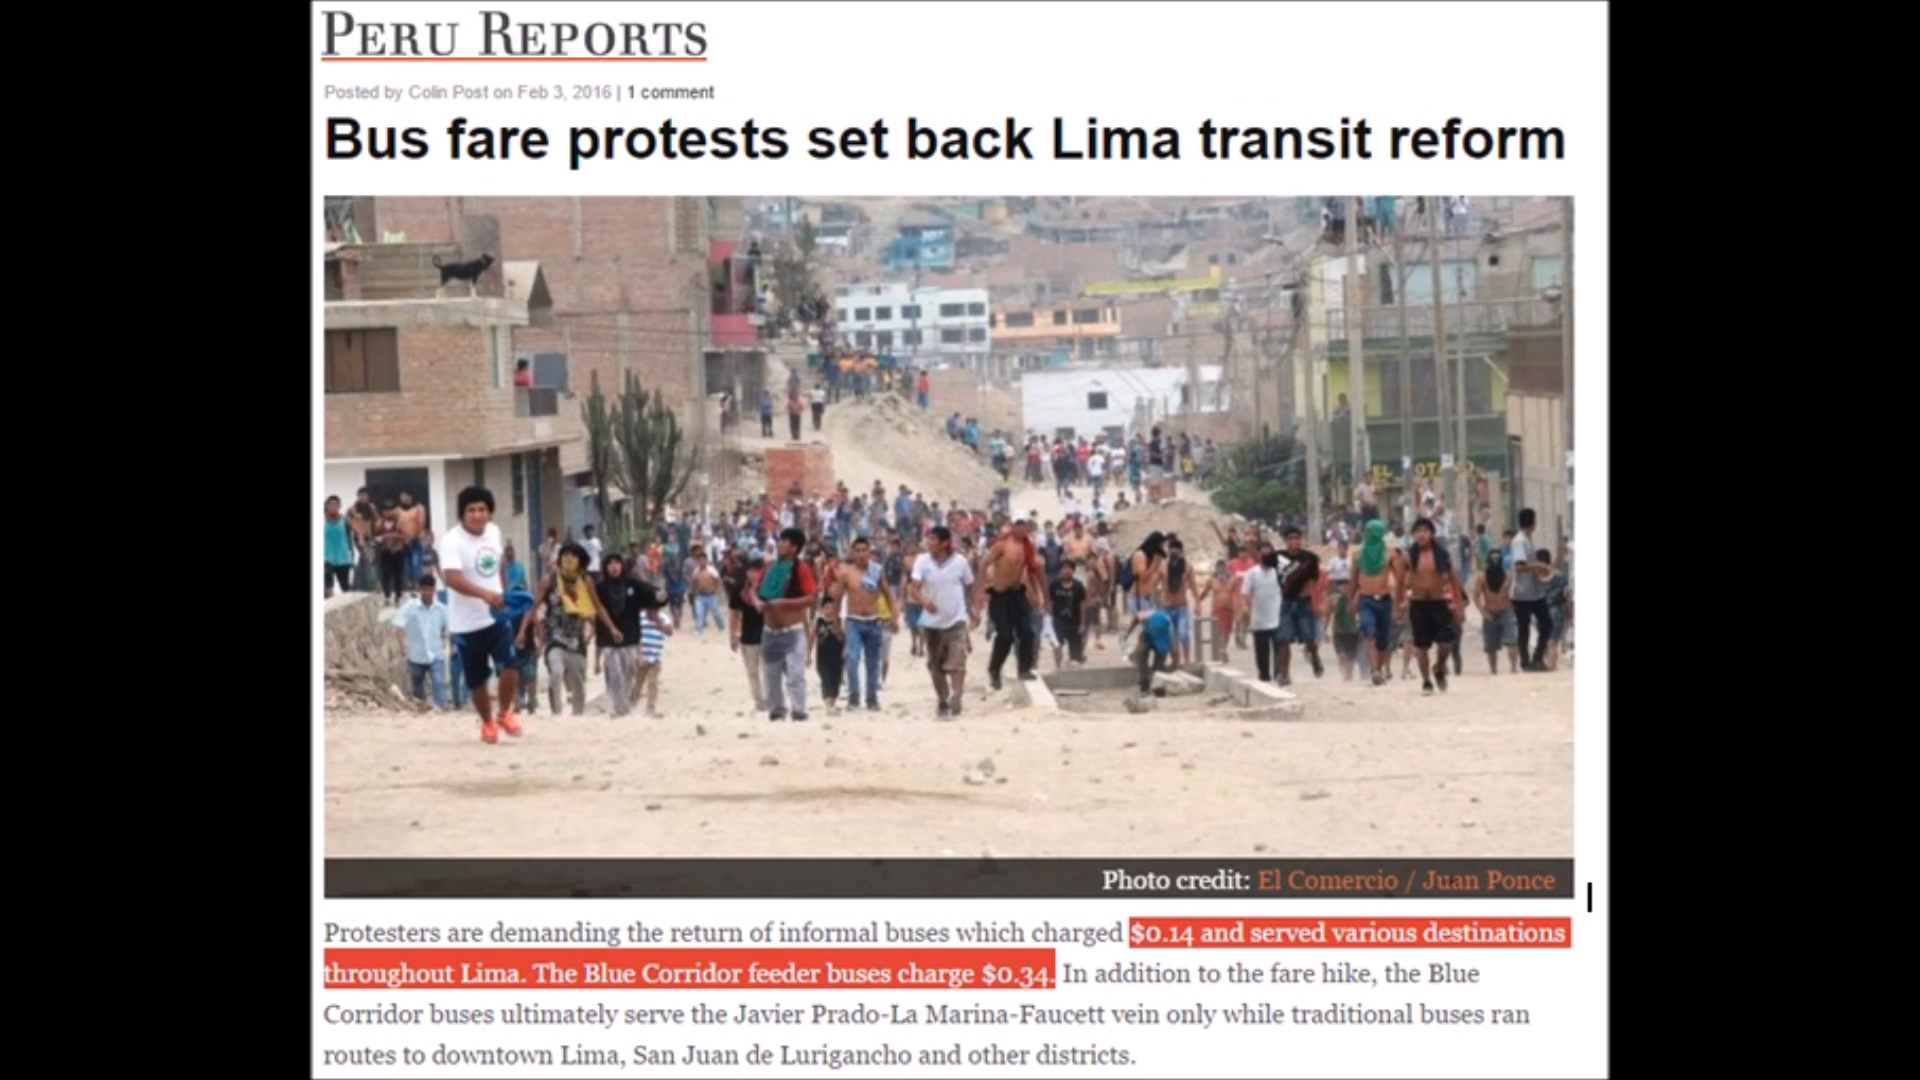 PERU REPORTS
Posted by Colin Post on Feb 3, 2016 | 1 comment
Bus fare protests set back Lima transit reform
EL
Photo credit: El Comercio / Juan Ponce
Protesters are demanding the return of informal buses which charged $0.14 and served various destinations
throughout Lima. The Blue Corridor feeder buses charge $0.34. In addition to the fare hike, the Blue
Corridor buses ultimately serve the Javier Prado-La Marina-Faucett vein only while traditional buses ran
routes to downtown Lima, San Juan de Lurigancho and other districts.